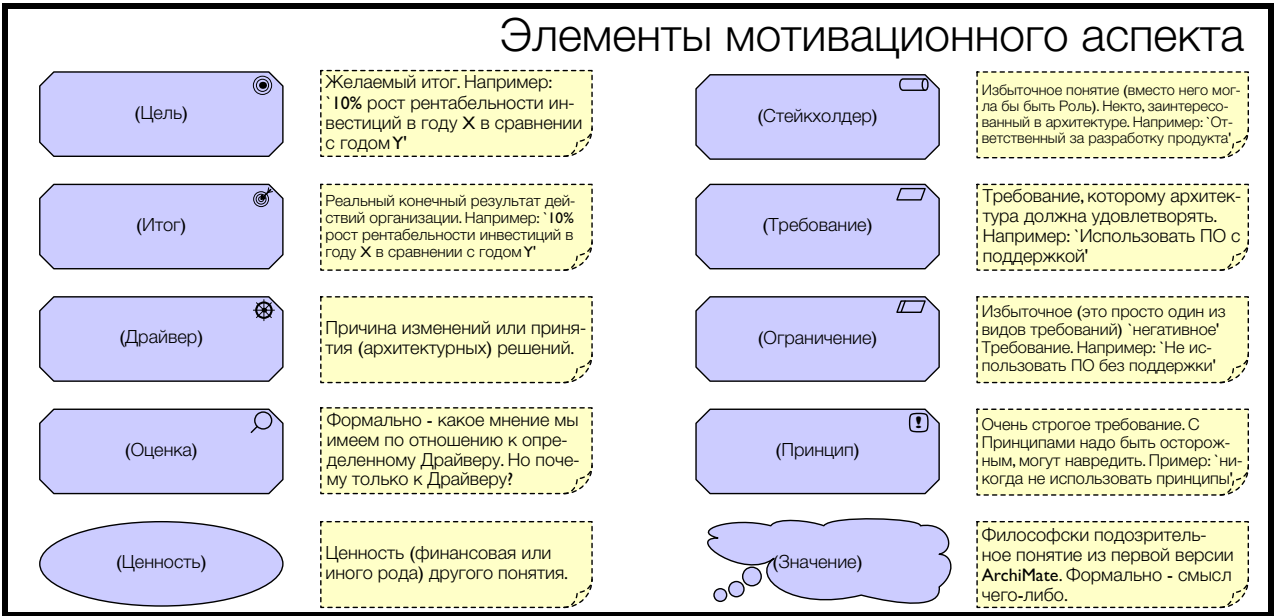 Элементы мотивационного аспекта
(Цель)
Желаемый итог. Например:
`10% рост рентабельности ин-
вестиций в году X в сравнении
с годом Y'
(Стейкхолдер)
Избыточное понятие (вместо него мог-
ла бы быть Роль). Некто, заинтересо-
ванный в архитектуре. Например: `От-
ветственный за разработку продукта'
(Итог)
Реальный конечный результат дей-
ствий организации. Например: `10%
рост рентабельности инвестиций в
году X в сравнении с годом Y'
(Требование)
Требование, которому архитек-
тура должна удовлетворять.
Например: `Использовать ПО с
поддержкой'
(Драйвер)
Причина изменений или приня-
тия (архитектурных) решений.
(Ограничение)
Избыточное (это просто один из
видов требований) `негативное'
Требование. Например: `Не ис-
пользовать ПО без поддержки'
(Оценка)
Формально - какое мнение мы
имеем по отношению к опре-
деленному Драйверу. Но поче-
му только к Драйверу?
(Принцип)
Очень строгое требование. С
Принципами надо быть осторож-
ным, могут навредить. Пример: `ни-
когда не использовать принципы'
(Ценность)
Ценность (финансовая или
иного рода) другого понятия.
(Значение)
Философски подозритель-
ное понятие из первой версии
ArchiMate. Формально - смысл
чего-либо.